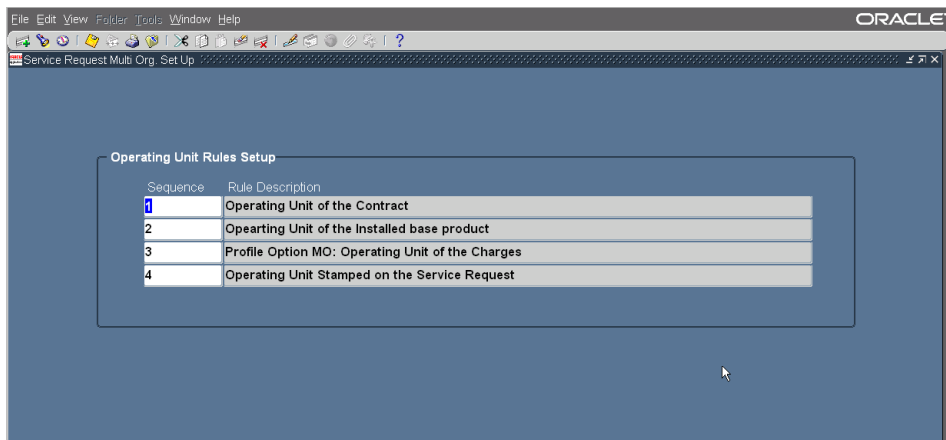 File Edit View Folder Tools Window Help
ORACLE
?
Service Request Multi Org. Set Up
Operating Unit Rules Setup
Sequence Rule Description
1 Operating Unit of the Contract
2 Opearting Unit of the Installed base product
3 Profile Option MO: Operating Unit of the Charges
4 Operating Unit Stamped on the Service Request